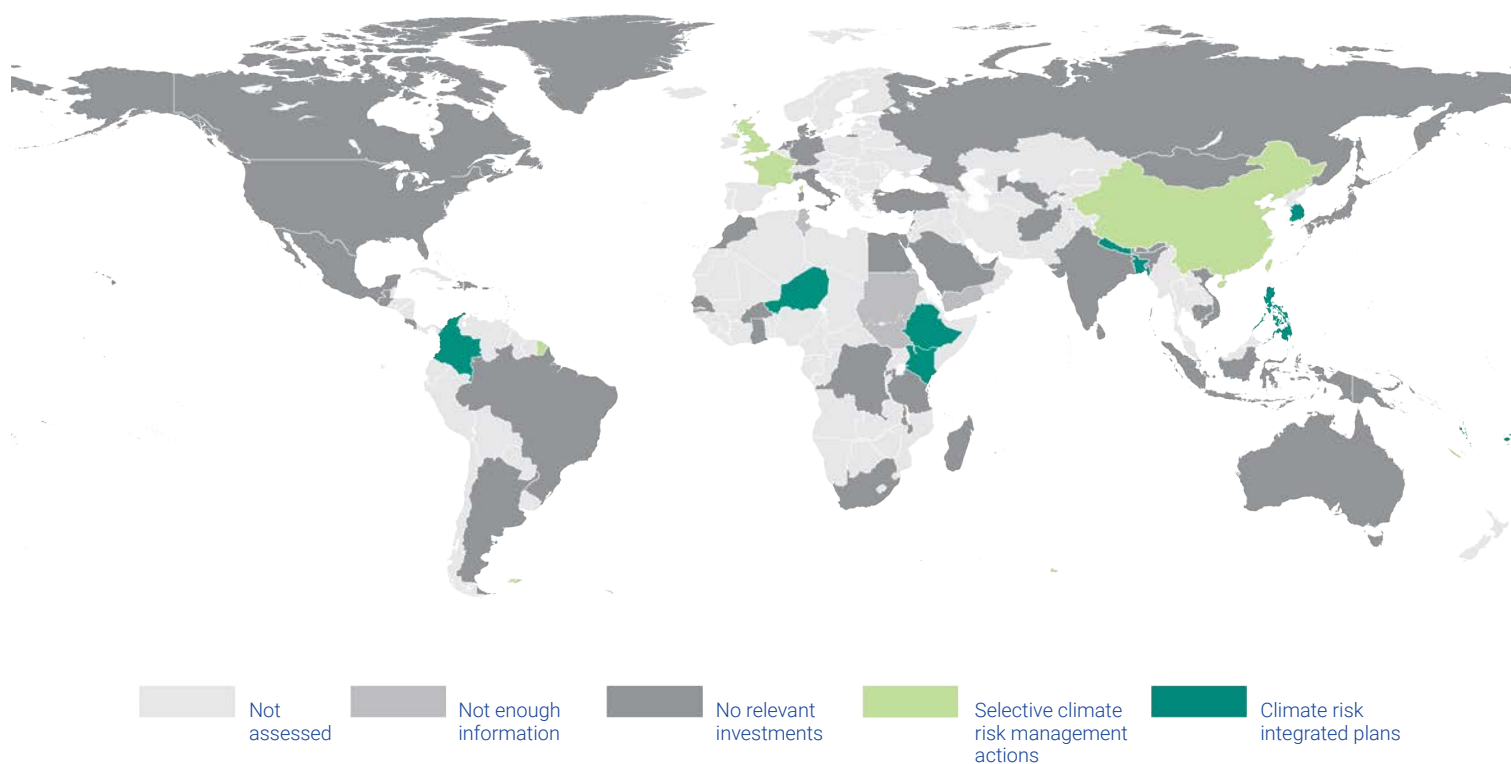 Not
assessed
Not enough
information
No relevant
investments
Selective climate
risk management
actions
Climate risk
integrated plans